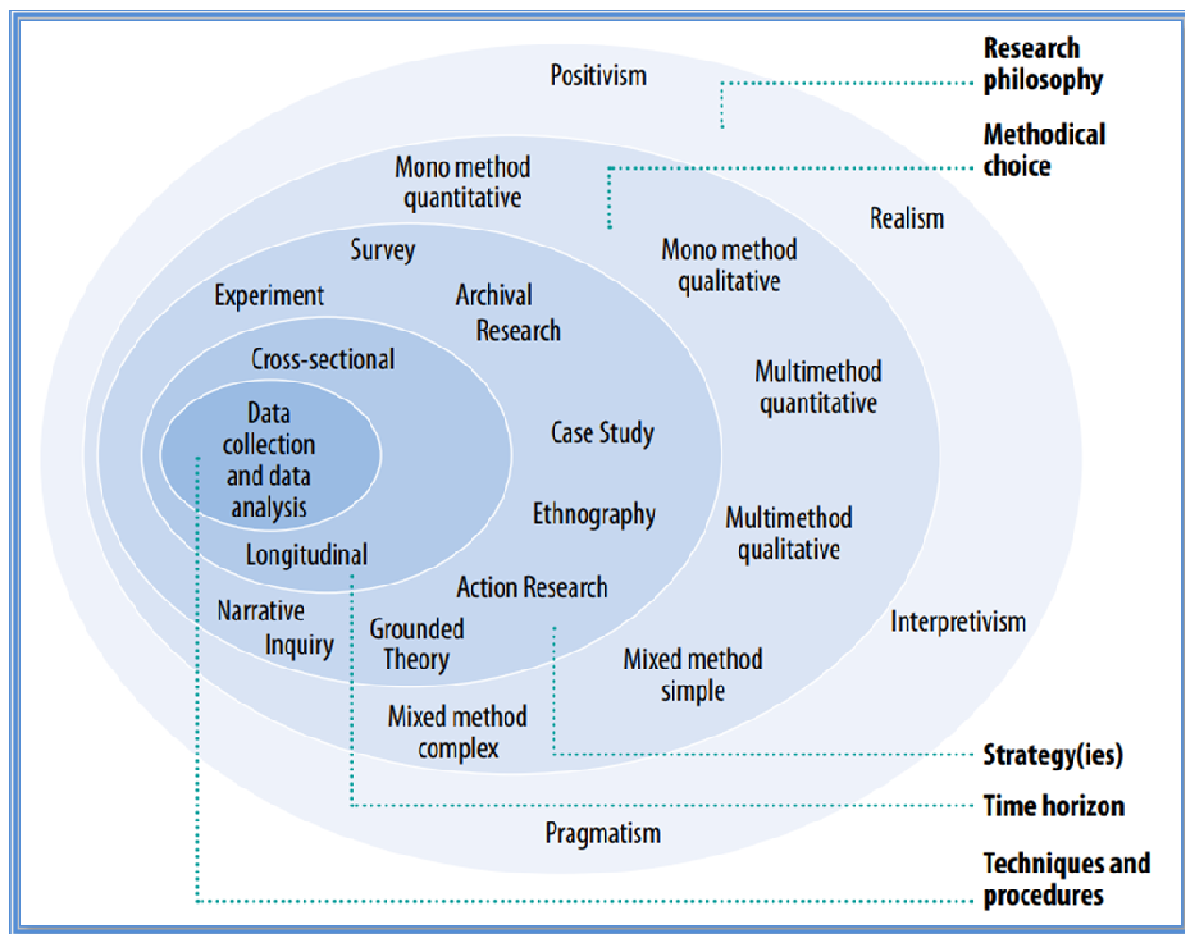 Positivism
Research
philosophy
Methodical
choice
Mono method
quantitative
Realism
Survey
Mono method
qualitative
Experiment
Archival
Research
Cross-sectional
Multimethod
quantitative
Data
collection
and data
analysis
Case Study
Ethnography
Multimethod
qualitative
Longitudinal
Action Research
Narrative
Inquiry
Grounded
Theory
Interpretivism
Mixed method
simple
Mixed method
complex
Strategy(ies)
Time horizon
Pragmatism
Techniques and
procedures